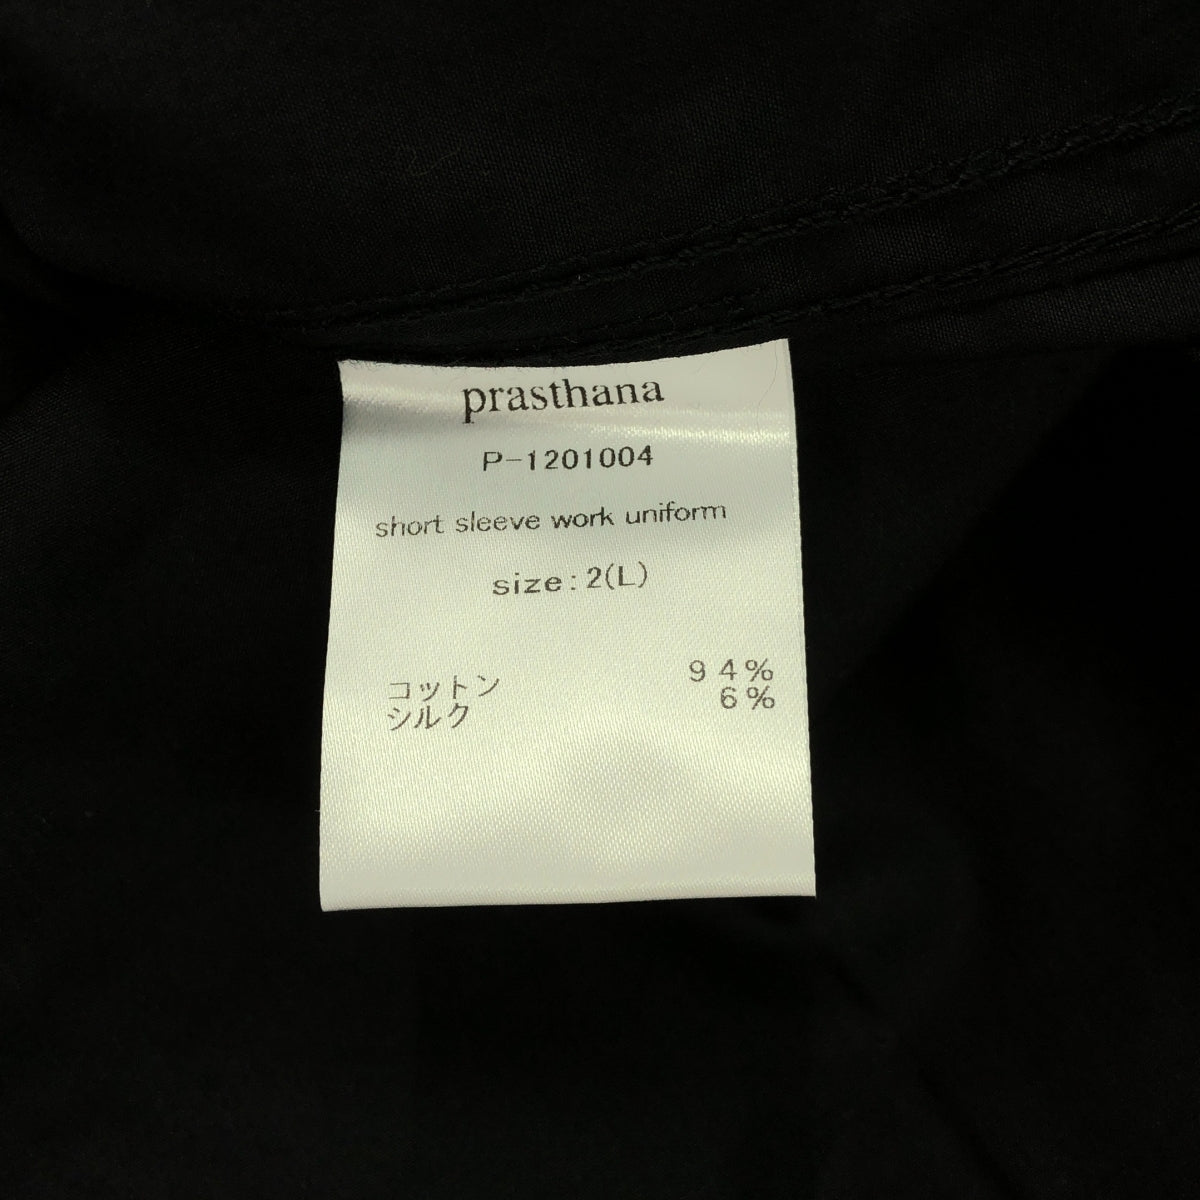 prasthana
P-1201004
short sleeve work uniform
size:2(L)
コットン 94%
シルク 6%